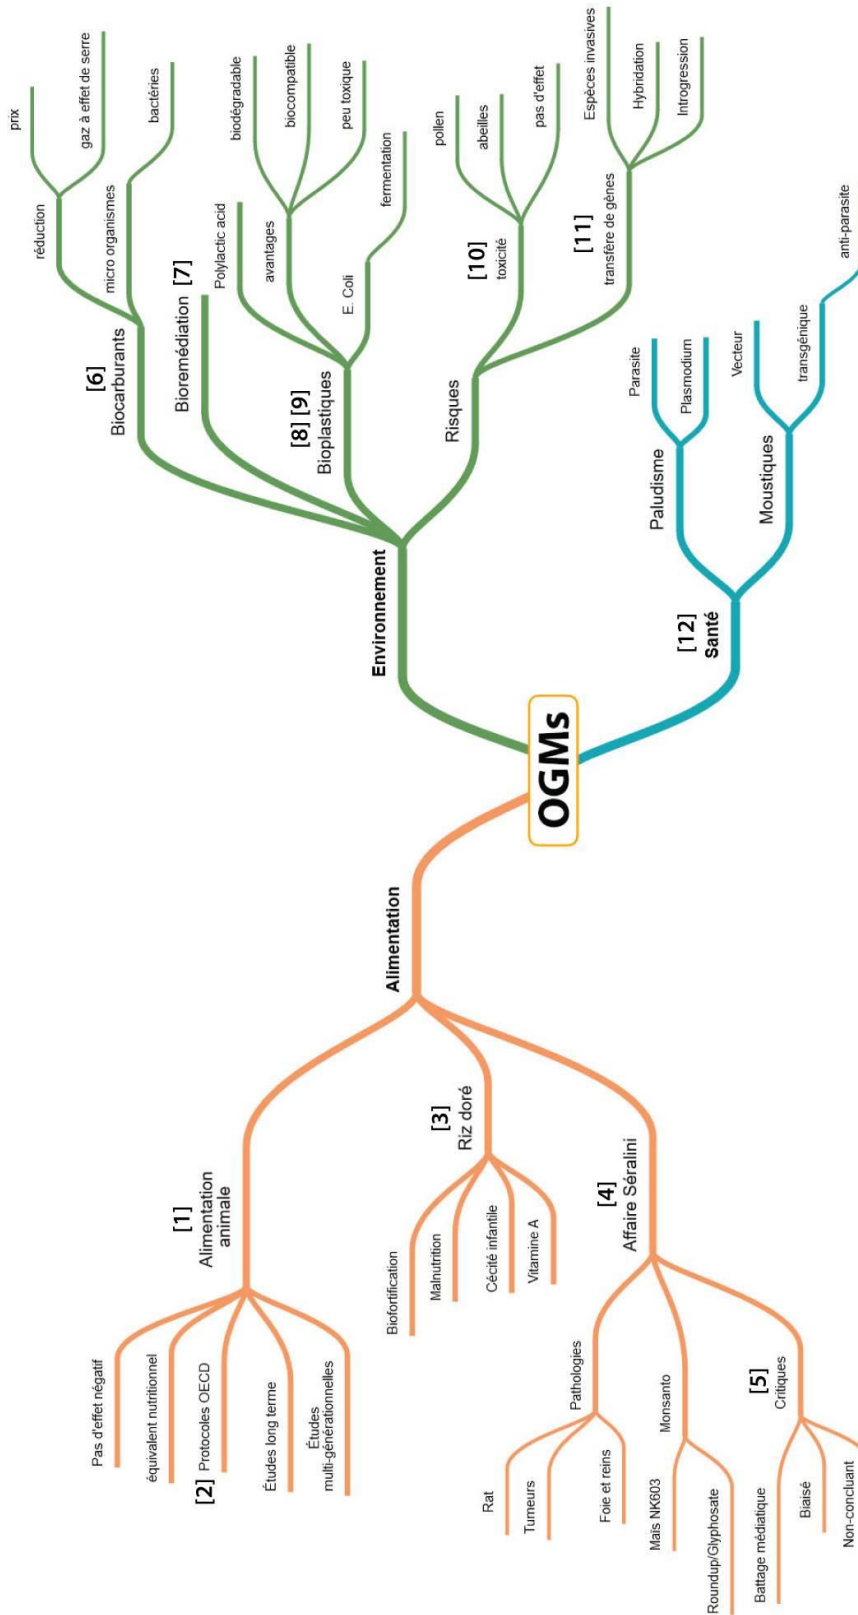 OGMs
Alimentation
[1]
Alimentation
animale
Pas d'effet négatif
équivalent nutritionnel
[2] Protocoles OECD
Études long terme
Études
multi-générationnelles
[3]
Riz doré
Biofortification
Malnutrition
Cécité infantile
Vitamine A
[4]
Affaire Séralini
Pathologies
Rat
Tumeurs
Foie et reins
Monsanto
Maïs NK603
Roundup/Glyphosate
[5]
Critiques
Battage médiatique
Biaisé
Non-concluant
Environnement
[6]
Biocarburants
réduction
prix
gaz à effet de serre
micro organismes
bactéries
Bioremédiation [7]
[8] [9]
Bioplastiques
Polylactic acid
avantages
biodégradable
biocompatible
peu toxique
E. Coli
fermentation
Risques
[10]
toxicité
pollen
abeilles
pas d'effet
[11]
transfère de gènes
Espèces invasives
Hybridation
Introgression
[12]
Santé
Paludisme
Parasite
Plasmodium
Moustiques
Vecteur
transgénique
anti-parasite